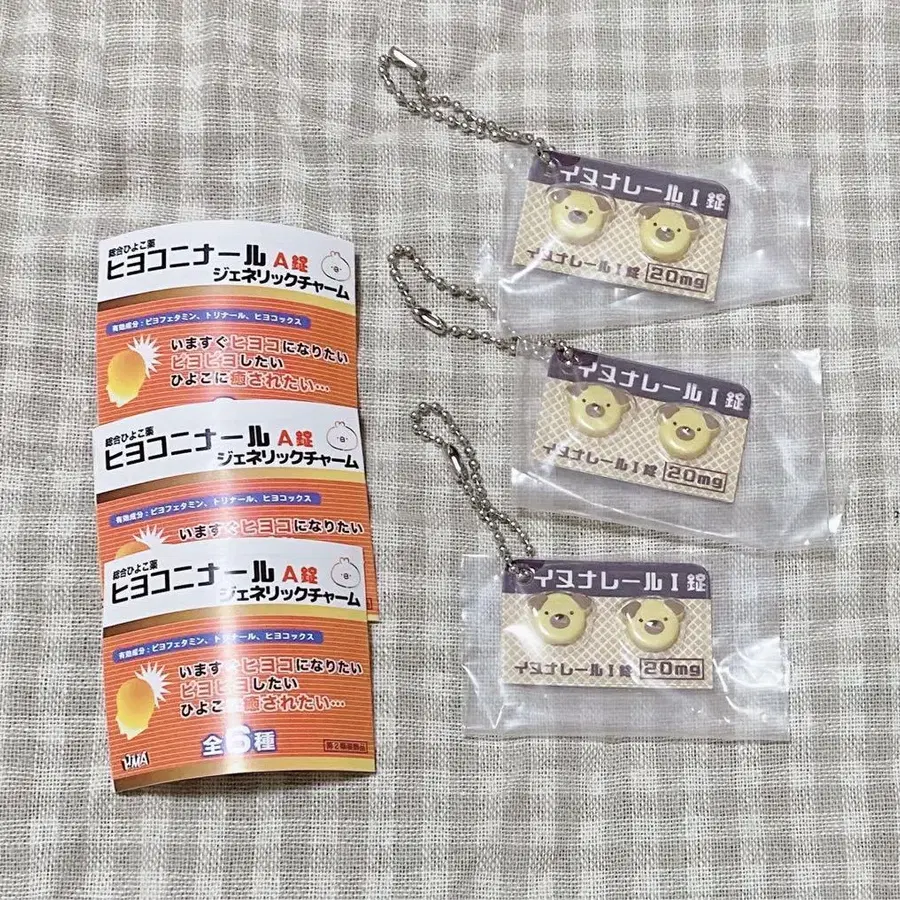 総合ひよこ薬
ヒヨコニナール A錠
ジェネリックチャーム
有効成分：ピヨフェタミン、トリナール、ヒヨコックス
いますぐヒヨコになりたい
ピヨピヨしたい
ひよこに癒されたい…
総合ひよこ薬
ヒヨコニナール A錠
ジェネリックチャーム
有効成分：ピヨフェタミン、トリナール、ヒヨコックス
いますぐヒヨコになりたい
総合ひよこ薬
ヒヨコニナール A錠
ジェネリックチャーム
有効成分：ピヨフェタミン、トリナール、ヒヨコックス
いますぐヒヨコになりたい
ピヨピヨしたい
ひよこに癒されたい…
全6種
イヌナレールI錠
イヌナレールI錠 20mg
イヌナレールI錠
イヌナレールI錠 20mg
イヌナレールI錠
イヌナレールI錠 20mg